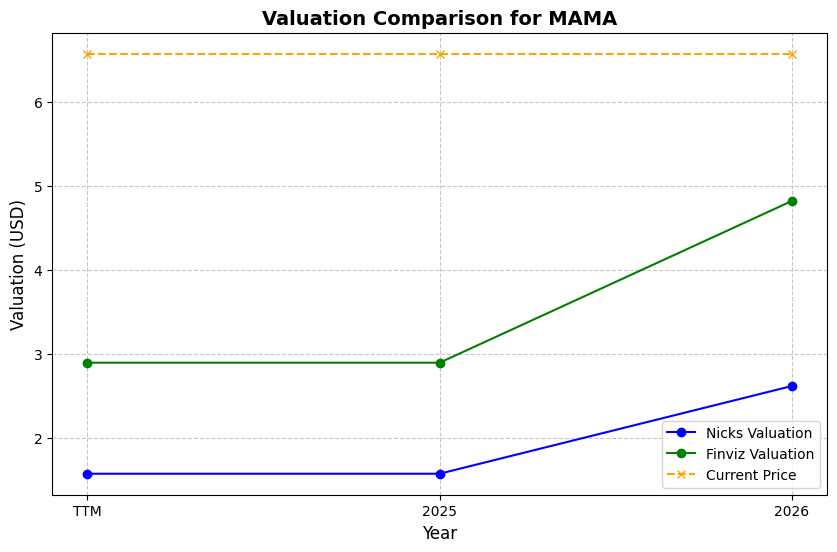 Valuation Comparison for MAMA
Valuation (USD)
6
5
4
3
2
TTM
2025
2026
Year
Nicks Valuation
Finviz Valuation
Current Price